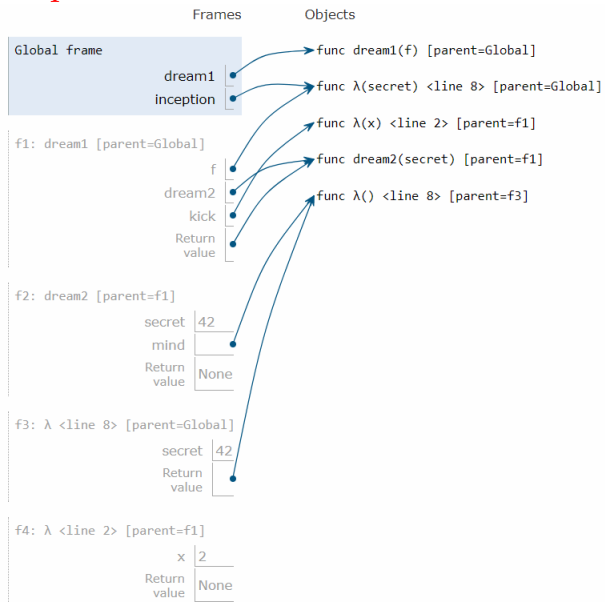 Frames Objects
Global frame
dream1
inception
func dream1(f) [parent=Global]
func λ(secret) <line 8> [parent=Global]
func λ(x) <line 2> [parent=f1]
func dream2(secret) [parent=f1]
func λ() <line 8> [parent=f3]
f1: dream1 [parent=Global]
f
dream2
kick
Return
value
f2: dream2 [parent=f1]
secret 42
mind
Return
value None
f3: λ <line 8> [parent=Global]
secret 42
Return
value
f4: λ <line 2> [parent=f1]
x 2
Return
value None